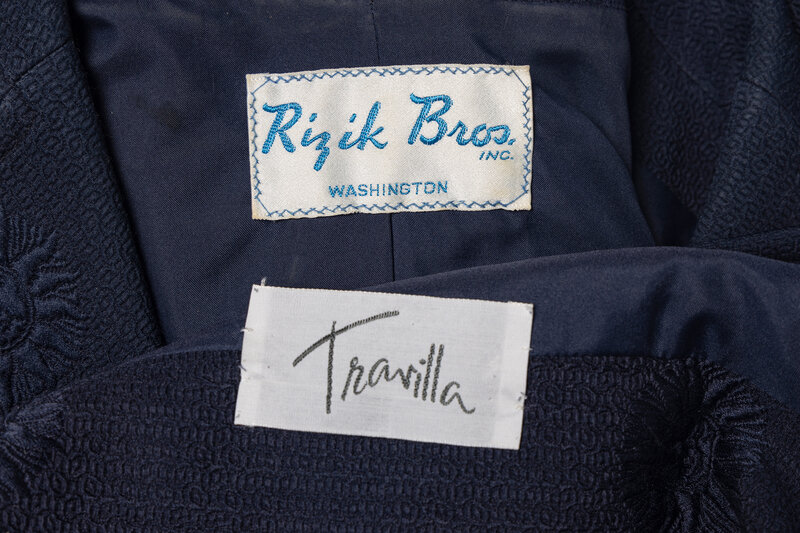 Rizik Bros.
INC.
WASHINGTON
Travilla